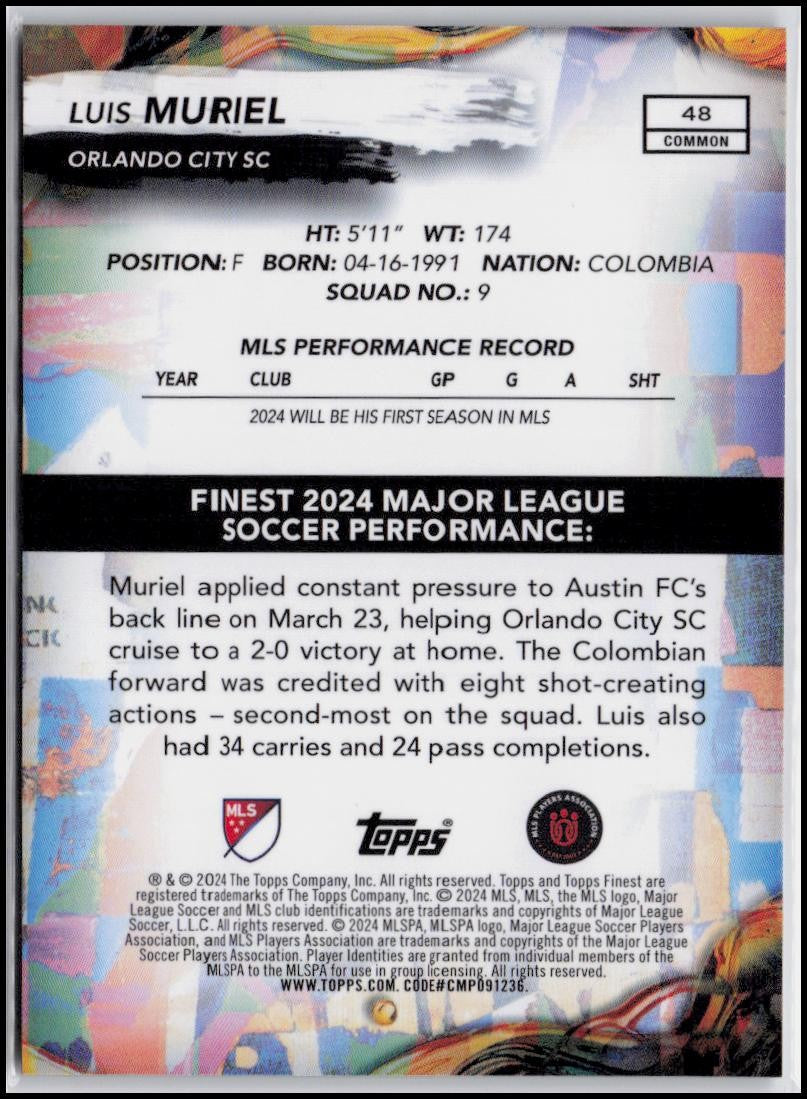 LUIS MURIEL
48
ORLANDO CITY SC
COMMON
HT: 5'11" WT: 174
POSITION: F BORN: 04-16-1991 NATION: COLOMBIA
SQUAD NO.: 9
MLS PERFORMANCE RECORD
YEAR CLUB GP G A SHT
2024 WILL BE HIS FIRST SEASON IN MLS
FINEST 2024 MAJOR LEAGUE
SOCCER PERFORMANCE:
Muriel applied constant pressure to Austin FC's
back line on March 23, helping Orlando City SC
cruise to a 2-0 victory at home. The Colombian
forward was credited with eight shot-creating
actions – second-most on the squad. Luis also
had 34 carries and 24 pass completions.
MLS
Topps®
MLS PLAYERS ASSOCIATION
® & © 2024 The Topps Company, Inc. All rights reserved. Topps and Topps Finest are
registered trademarks of The Topps Company, Inc. © 2024 MLS, MLS, the MLS logo, Major
League Soccer and MLS club identifications are trademarks and copyrights of Major League
Soccer, L.L.C. All rights reserved. © 2024 MLSPA, MLSPA logo, Major League Soccer Players
Association, and MLS Players Association are trademarks and copyrights of the Major League
Soccer Players Association. Player Identities are granted from individual members of the
MLSPA to the MLSPA for use in group licensing. All rights reserved.
WWW.TOPPS.COM. CODE#CMP091236.